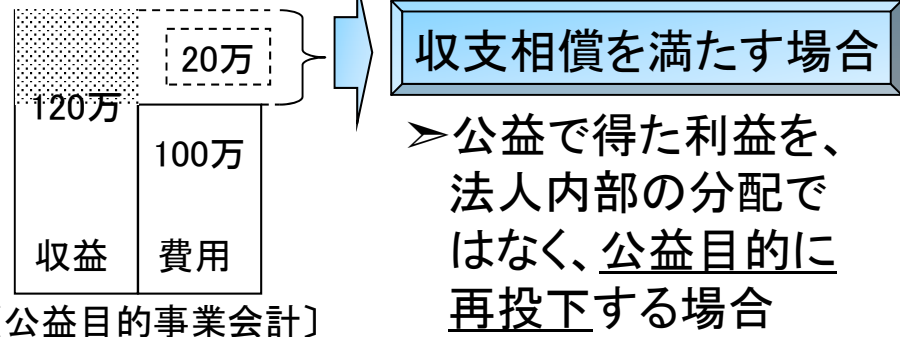 20万
120万
100万
収益
費用
〔公益目的事業会計〕
収支相償を満たす場合
➢公益で得た利益を、
法人内部の分配で
はなく、公益目的に
再投下する場合